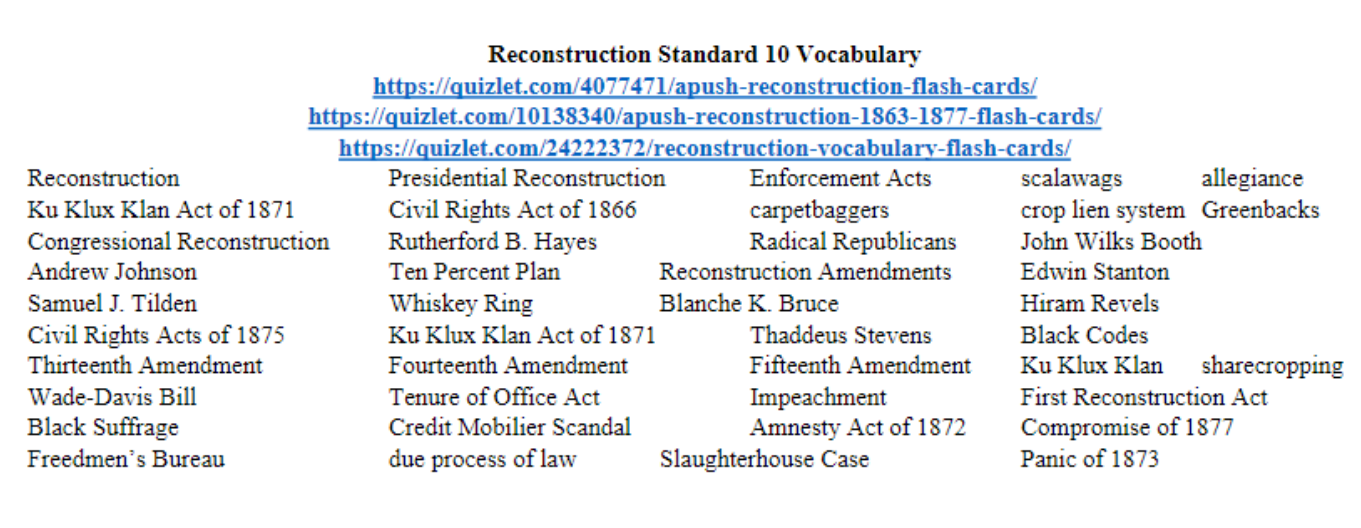 Reconstruction Standard 10 Vocabulary
https://quizlet.com/4077471/apush-reconstruction-flash-cards/
https://quizlet.com/10138340/apush-reconstruction-1863-1877-flash-cards/
https://quizlet.com/24222372/reconstruction-vocabulary-flash-cards/
Reconstruction Presidential Reconstruction Enforcement Acts scalawags allegiance
Ku Klux Klan Act of 1871 Civil Rights Act of 1866 carpetbaggers crop lien system Greenbacks
Congressional Reconstruction Rutherford B. Hayes Radical Republicans John Wilks Booth
Andrew Johnson Ten Percent Plan Reconstruction Amendments Edwin Stanton
Samuel J. Tilden Whiskey Ring Blanche K. Bruce Hiram Revels
Civil Rights Acts of 1875 Ku Klux Klan Act of 1871 Thaddeus Stevens Black Codes
Thirteenth Amendment Fourteenth Amendment Fifteenth Amendment Ku Klux Klan sharecropping
Wade-Davis Bill Tenure of Office Act Impeachment First Reconstruction Act
Black Suffrage Credit Mobilier Scandal Amnesty Act of 1872 Compromise of 1877
Freedmen’s Bureau due process of law Slaughterhouse Case Panic of 1873